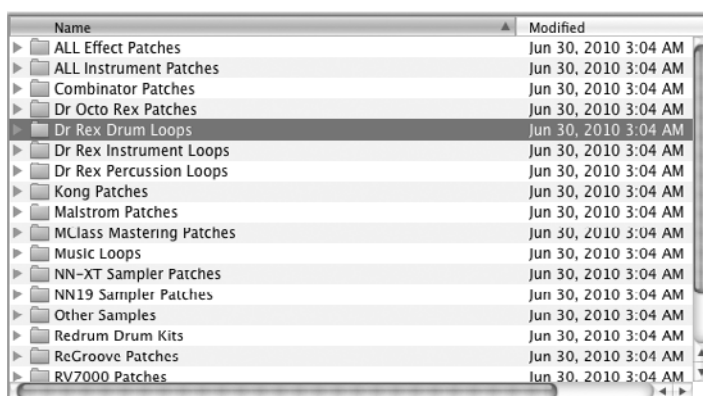 Name Modified
ALL Effect Patches Jun 30, 2010 3:04 AM
ALL Instrument Patches Jun 30, 2010 3:04 AM
Combinator Patches Jun 30, 2010 3:04 AM
Dr Octo Rex Patches Jun 30, 2010 3:04 AM
Dr Rex Drum Loops Jun 30, 2010 3:04 AM
Dr Rex Instrument Loops Jun 30, 2010 3:04 AM
Dr Rex Percussion Loops Jun 30, 2010 3:04 AM
Kong Patches Jun 30, 2010 3:04 AM
Malstrom Patches Jun 30, 2010 3:04 AM
MClass Mastering Patches Jun 30, 2010 3:04 AM
Music Loops Jun 30, 2010 3:04 AM
NN-XT Sampler Patches Jun 30, 2010 3:04 AM
NN19 Sampler Patches Jun 30, 2010 3:04 AM
Other Samples Jun 30, 2010 3:04 AM
Redrum Drum Kits Jun 30, 2010 3:04 AM
ReGroove Patches Jun 30, 2010 3:04 AM
RV7000 Patches Jun 30, 2010 3:04 AM